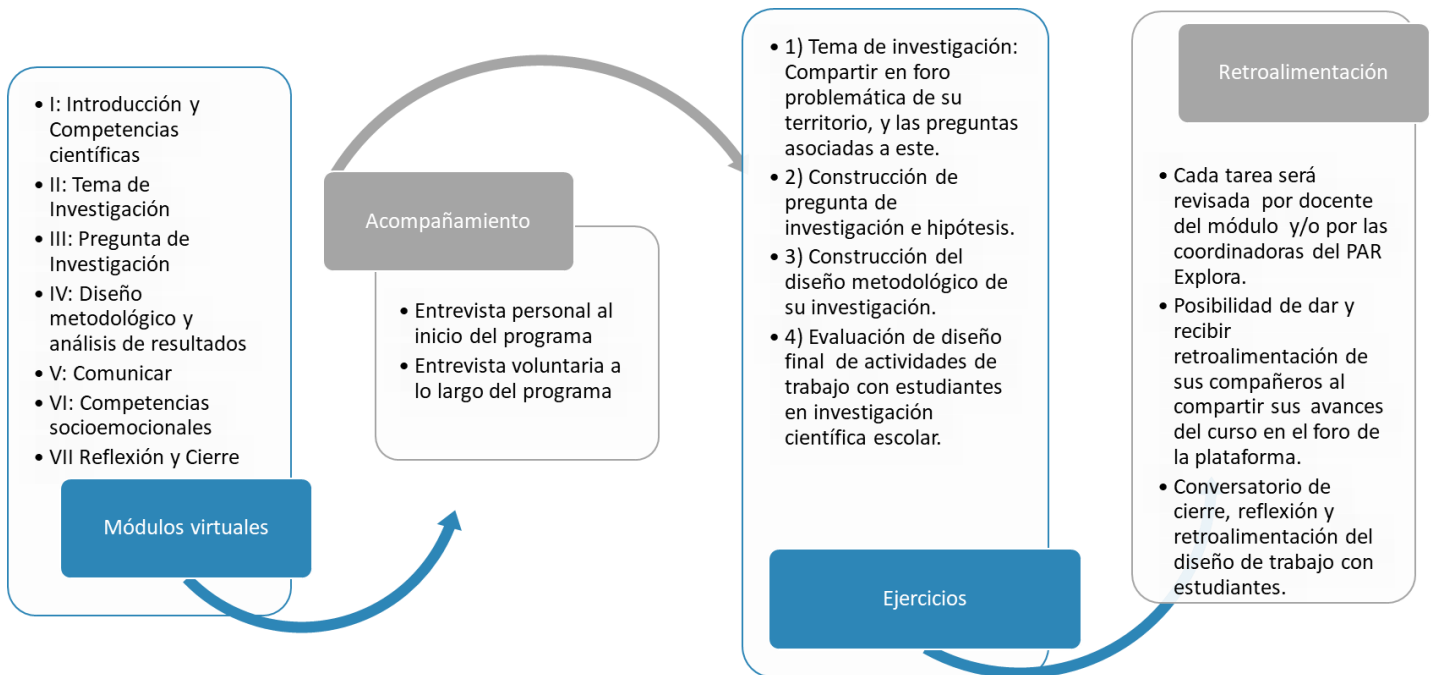 • I: Introducción y
Competencias
científicas
• II: Tema de
Investigación
• III: Pregunta de
Investigación
• IV: Diseño
metodológico y
análisis de resultados
• V: Comunicar
• VI: Competencias
socioemocionales
• VII Reflexión y Cierre
Módulos virtuales
Acompañamiento
• Entrevista personal al
inicio del programa
• Entrevista voluntaria a
lo largo del programa
• 1) Tema de investigación:
Compartir en foro
problemática de su
territorio, y las preguntas
asociadas a este.
• 2) Construcción de
pregunta de
investigación e hipótesis.
• 3) Construcción del
diseño metodológico de
su investigación.
• 4) Evaluación de diseño
final de actividades de
trabajo con estudiantes
en investigación
científica escolar.
Ejercicios
Retroalimentación
• Cada tarea será
revisada por docente
del módulo y/o por las
coordinadoras del PAR
Explora.
• Posibilidad de dar y
recibir
retroalimentación de
sus compañeros al
compartir sus avances
del curso en el foro de
la plataforma.
• Conversatorio de
cierre, reflexión y
retroalimentación del
diseño de trabajo con
estudiantes.